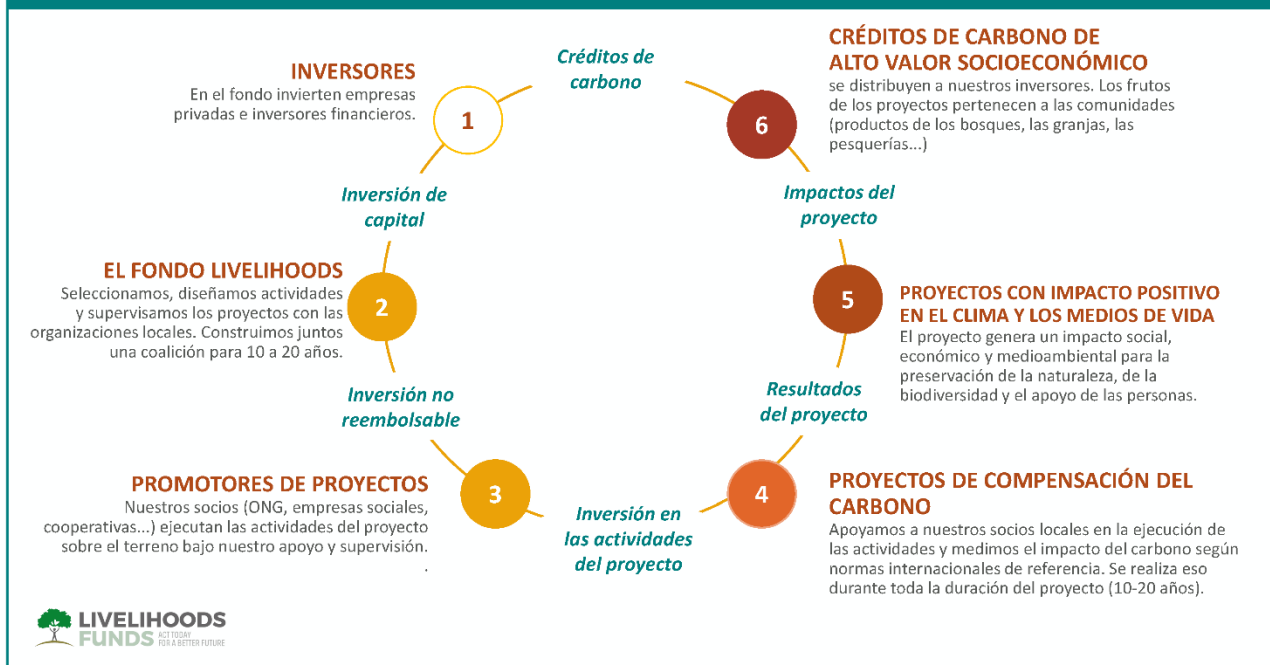 INVERSORES
En el fondo invierten empresas
privadas e inversores financieros.
1
Créditos de
carbono
6
CRÉDITOS DE CARBONO DE
ALTO VALOR SOCIOECONÓMICO
se distribuyen a nuestros inversores. Los frutos
de los proyectos pertenecen a las comunidades
(productos de los bosques, las granjas, las
pesquerías...)
Inversión de
capital
Impactos del
proyecto
EL FONDO LIVELIHOODS
Seleccionamos, diseñamos actividades
y supervisamos los proyectos con las
organizaciones locales. Construimos juntos
una coalición para 10 a 20 años.
2
5
PROYECTOS CON IMPACTO POSITIVO
EN EL CLIMA Y LOS MEDIOS DE VIDA
El proyecto genera un impacto social,
económico y medioambiental para la
preservación de la naturaleza, de la
biodiversidad y el apoyo de las personas.
Inversión no
reembolsable
Resultados
del proyecto
PROMOTORES DE PROYECTOS
Nuestros socios (ONG, empresas sociales,
cooperativas...) ejecutan las actividades del proyecto
sobre el terreno bajo nuestro apoyo y supervisión.
.
3
Inversión en
las actividades
del proyecto
4
PROYECTOS DE COMPENSACIÓN DEL
CARBONO
Apoyamos a nuestros socios locales en la ejecución de
las actividades y medimos el impacto del carbono según
normas internacionales de referencia. Se realiza eso
durante toda la duración del proyecto (10-20 años).
LIVELIHOODS
FUNDS
ACT TODAY
FOR A BETTER FUTURE